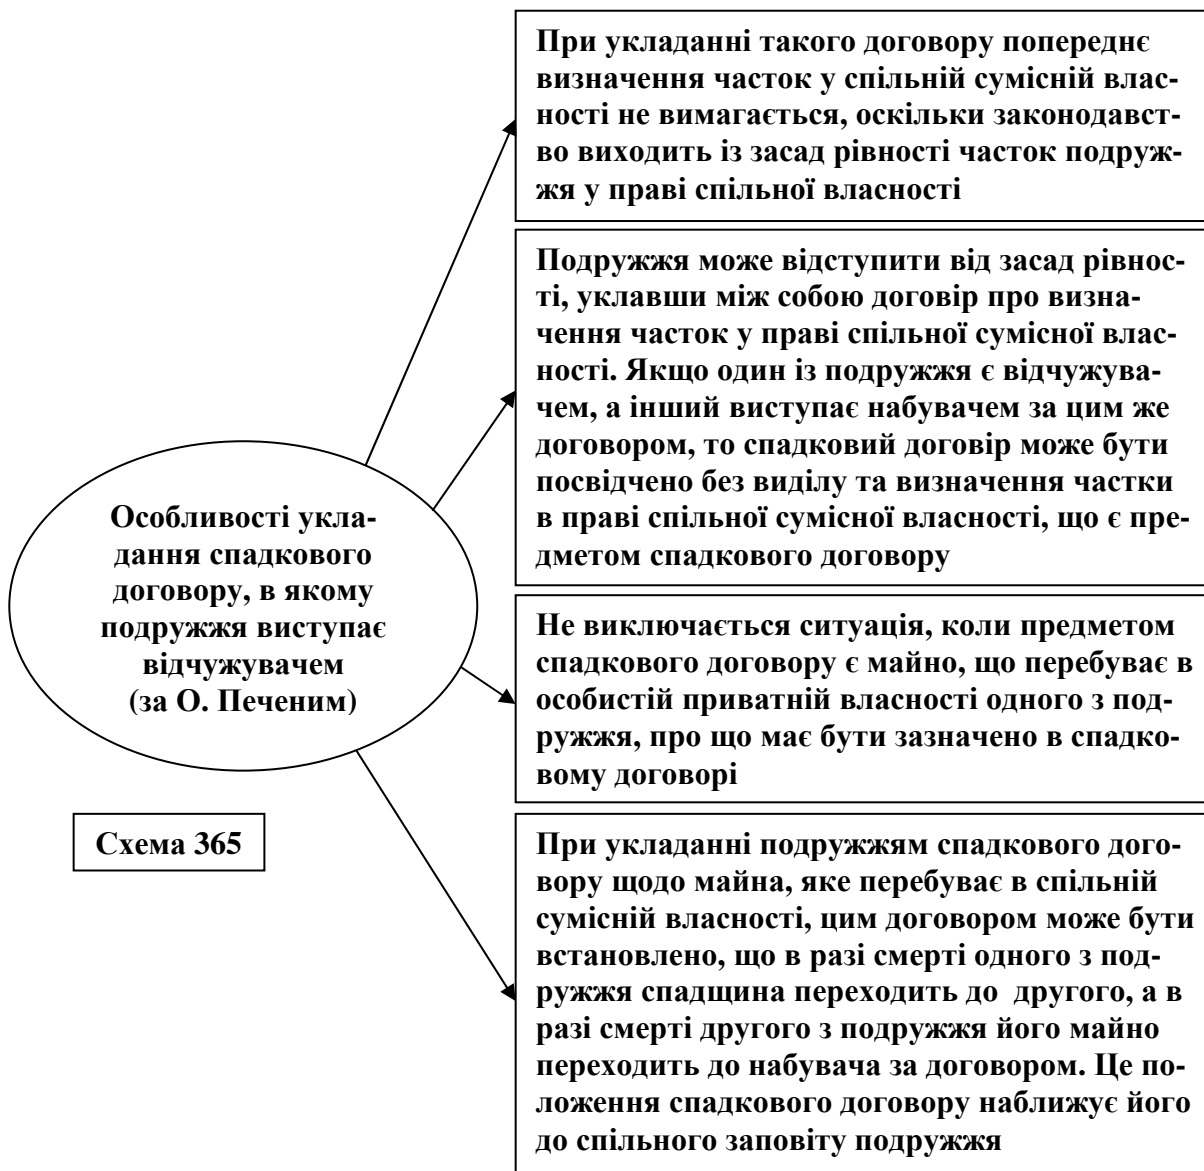 При укладанні такого договору попереднє
визначення часток у спільній сумісній влас-
ності не вимагається, оскільки законодавст-
во виходить із засад рівності часток подруж-
жя у праві спільної власності
Подружжя може відступити від засад рівнос-
ті, уклавши між собою договір про визна-
чення часток у праві спільної сумісної влас-
ності. Якщо один із подружжя є відчужува-
чем, а інший виступає набувачем за цим же
договором, то спадковий договір може бути
посвідчено без виділу та визначення частки
в праві спільної сумісної власності, що є пре-
дметом спадкового договору
Особливості укла-
дання спадкового
договору, в якому
подружжя виступає
відчужувачем
(за О. Печеним)
Не виключається ситуація, коли предметом
спадкового договору є майно, що перебуває в
особистій приватній власності одного з под-
ружжя, про що має бути зазначено в спадко-
вому договорі
Схема 365
При укладанні подружжям спадкового дого-
вору щодо майна, яке перебуває в спільній
сумісній власності, цим договором може бути
встановлено, що в разі смерті одного з под-
ружжя спадщина переходить до другого, а в
разі смерті другого з подружжя його майно
переходить до набувача за договором. Це по-
ложення спадкового договору наближує його
до спільного заповіту подружжя